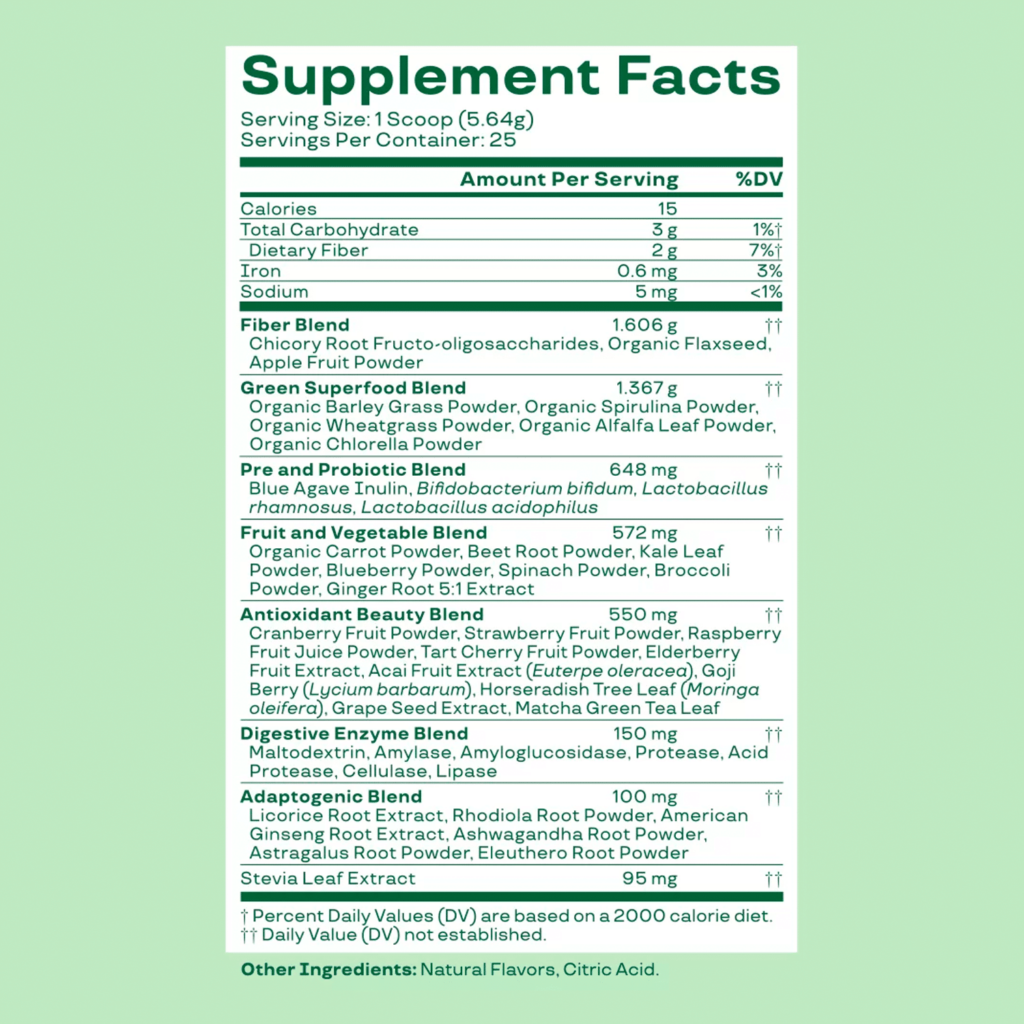 Supplement Facts
Serving Size: 1 Scoop (5.64g)
Servings Per Container: 25
Amount Per Serving %DV
Calories 15
Total Carbohydrate 3 g 1%†
Dietary Fiber 2 g 7%†
Iron 0.6 mg 3%
Sodium 5 mg <1%
Fiber Blend 1.606 g ††
Chicory Root Fructo-oligosaccharides, Organic Flaxseed,
Apple Fruit Powder
Green Superfood Blend 1.367 g ††
Organic Barley Grass Powder, Organic Spirulina Powder,
Organic Wheatgrass Powder, Organic Alfalfa Leaf Powder,
Organic Chlorella Powder
Pre and Probiotic Blend 648 mg ††
Blue Agave Inulin, Bifidobacterium bifidum, Lactobacillus
rhamnosus, Lactobacillus acidophilus
Fruit and Vegetable Blend 572 mg ††
Organic Carrot Powder, Beet Root Powder, Kale Leaf
Powder, Blueberry Powder, Spinach Powder, Broccoli
Powder, Ginger Root 5:1 Extract
Antioxidant Beauty Blend 550 mg ††
Cranberry Fruit Powder, Strawberry Fruit Powder, Raspberry
Fruit Juice Powder, Tart Cherry Fruit Powder, Elderberry
Fruit Extract, Acai Fruit Extract (Euterpe oleracea), Goji
Berry (Lycium barbarum), Horseradish Tree Leaf (Moringa
oleifera), Grape Seed Extract, Matcha Green Tea Leaf
Digestive Enzyme Blend 150 mg ††
Maltodextrin, Amylase, Amyloglucosidase, Protease, Acid
Protease, Cellulase, Lipase
Adaptogenic Blend 100 mg ††
Licorice Root Extract, Rhodiola Root Powder, American
Ginseng Root Extract, Ashwagandha Root Powder,
Astragalus Root Powder, Eleuthero Root Powder
Stevia Leaf Extract 95 mg ††
† Percent Daily Values (DV) are based on a 2000 calorie diet.
†† Daily Value (DV) not established.
Other Ingredients: Natural Flavors, Citric Acid.